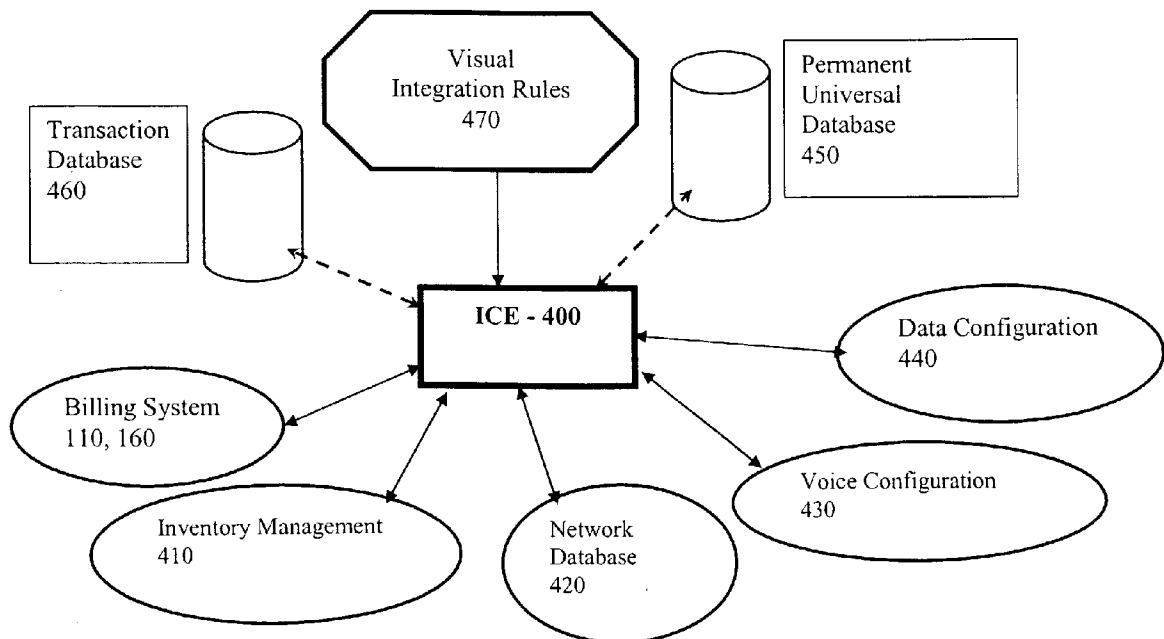 Visual
Integration Rules
470
Permanent
Universal
Database
450
Transaction
Database
460
ICE - 400
Data Configuration
440
Billing System
110, 160
Voice Configuration
430
Inventory Management
410
Network
Database
420